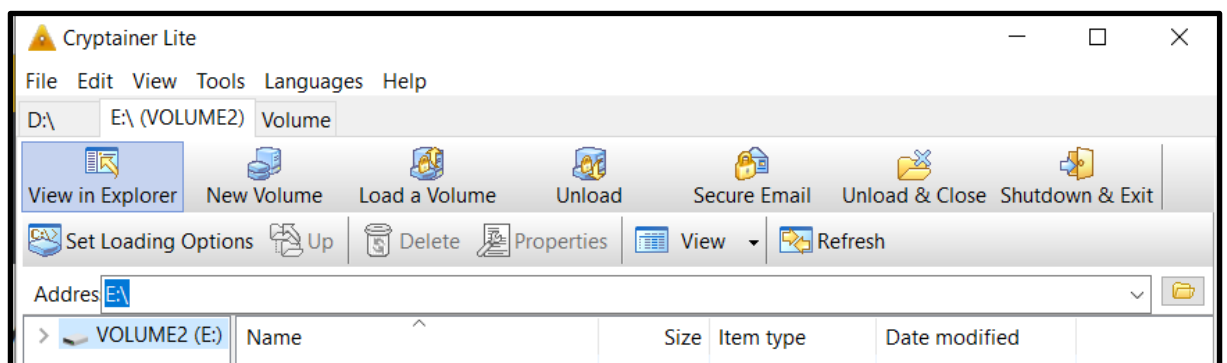 Cryptainer Lite
File Edit View Tools Languages Help
D:\ E:\ (VOLUME2) Volume
View in Explorer New Volume Load a Volume Unload Secure Email Unload & Close Shutdown & Exit
Set Loading Options Up Delete Properties View Refresh
Addres E:\
VOLUME2 (E:) Name Size Item type Date modified